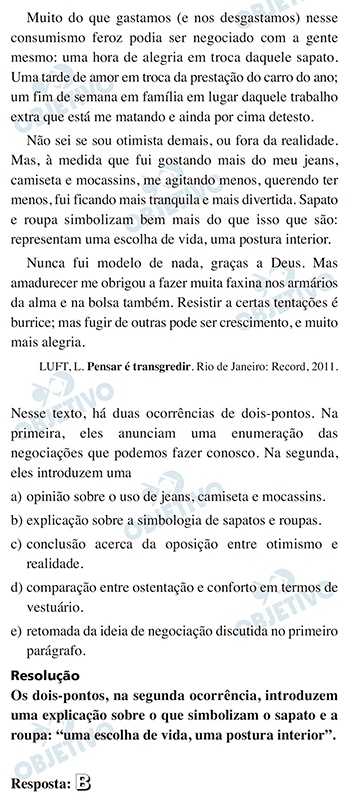 Muito do que gastamos (e nos desgastamos) nesse
consumismo feroz podia ser negociado com a gente
mesmo: uma hora de alegria em troca daquele sapato.
Uma tarde de amor em troca da prestação do carro do ano;
um fim de semana em família em lugar daquele trabalho
extra que está me matando e ainda por cima detesto.
Não sei se sou otimista demais, ou fora da realidade.
Mas, à medida que fui gostando mais do meu jeans,
camiseta e mocassins, me agitando menos, querendo ter
menos, fui ficando mais tranquila e mais divertida. Sapato
e roupa simbolizam bem mais do que isso que são:
representam uma escolha de vida, uma postura interior.
Nunca fui modelo de nada, graças a Deus. Mas
amadurecer me obrigou a fazer muita faxina nos armários
da alma e na bolsa também. Resistir a certas tentações é
burrice; mas fugir de outras pode ser crescimento, e muito
mais alegria.
LUFT, L. Pensar é transgredir. Rio de Janeiro: Record, 2011.
Nesse texto, há duas ocorrências de dois-pontos. Na
primeira, eles anunciam uma enumeração das
negociações que podemos fazer conosco. Na segunda,
eles introduzem uma
a) opinião sobre o uso de jeans, camiseta e mocassins.
b) explicação sobre a simbologia de sapatos e roupas.
c) conclusão acerca da oposição entre otimismo e
realidade.
d) comparação entre ostentação e conforto em termos de
vestuário.
e) retomada da ideia de negociação discutida no primeiro
parágrafo.
Resolução
Os dois-pontos, na segunda ocorrência, introduzem
uma explicação sobre o que simbolizam o sapato e a
roupa: “uma escolha de vida, uma postura interior”.
Resposta: B
OBJETIVO
OBJETIVO
OBJETIVO
OBJETIVO
OBJETIVO
OBJETIVO
OBJETIVO
OBJETIVO